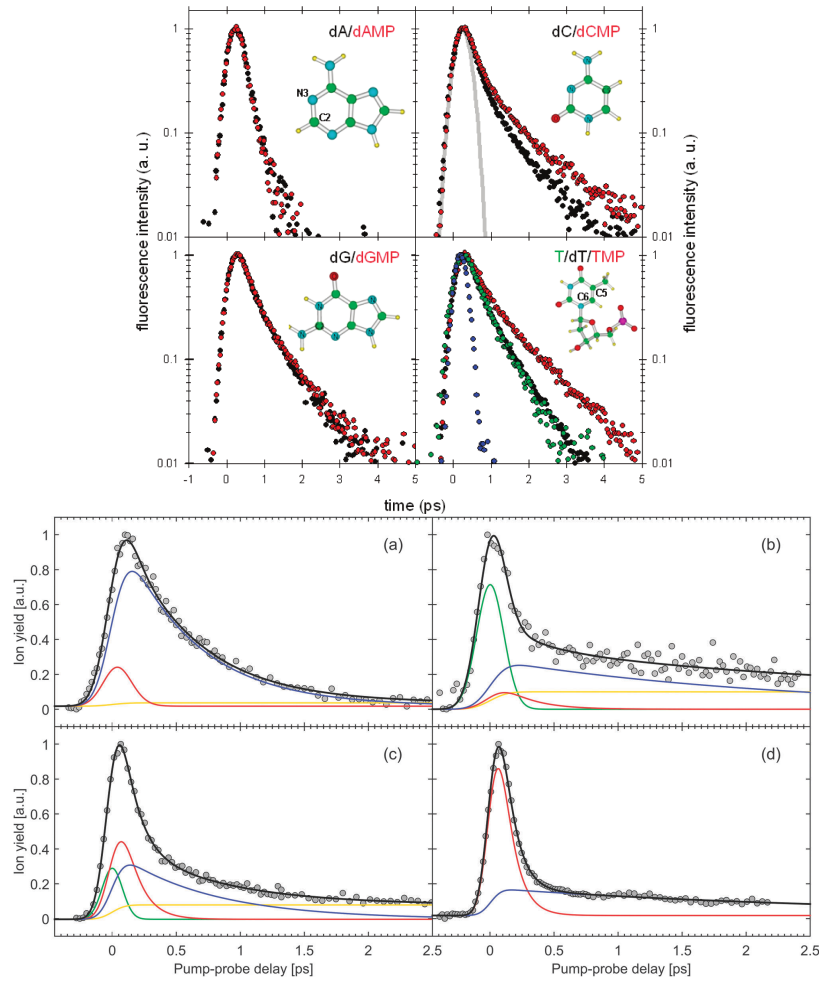 dA/dAMP
dC/dCMP
N3
C2
1
0.1
0.01
fluorescence intensity (a. u.)
fluorescence intensity (a. u.)
1
0.1
0.01
dG/dGMP
T/dT/TMP
C6
C5
N
N
N
N
N
1
0.1
0.01
1
0.1
0.01
-1 0 1 2 3 4 5
0 1 2 3 4 5
time (ps)
(a)
(b)
Ion yield [a.u.]
1
0.8
0.6
0.4
0.2
0
(c)
(d)
Ion yield [a.u.]
1
0.8
0.6
0.4
0.2
0
0 0.5 1 1.5 2 2.5
0 0.5 1 1.5 2 2.5
Pump-probe delay [ps]
Pump-probe delay [ps]